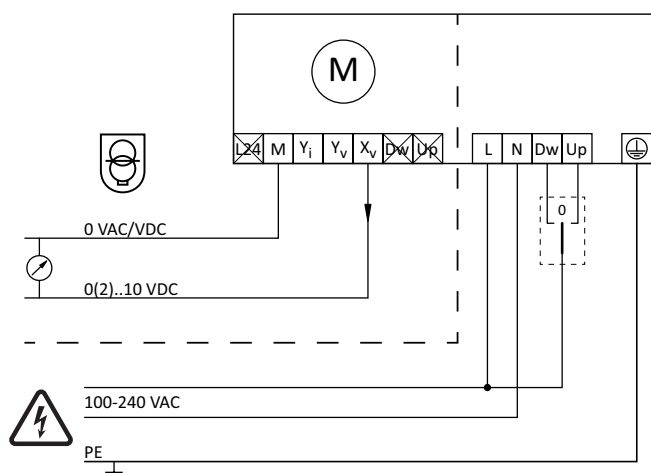 M
L24 M Yi Yv Xv Dw Up L N Dw Up
0
0 VAC/VDC
0(2)..10 VDC
100-240 VAC
PE